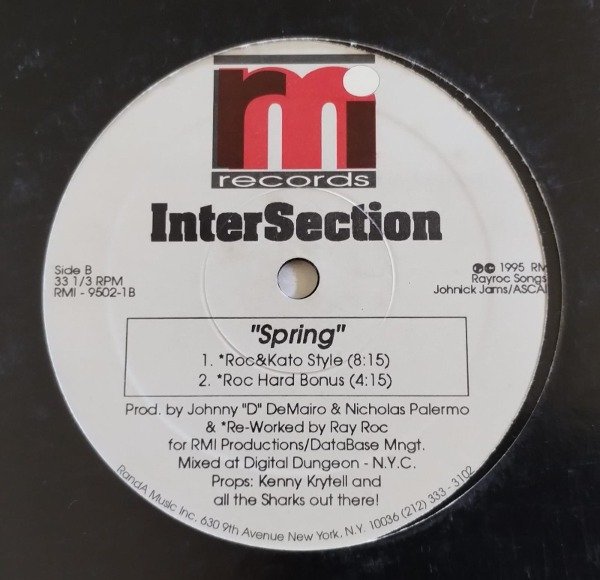 rmi
records
InterSection
Side B
33 1/3 RPM
RMI - 9502-1B
℗© 1995 RM
Rayroc Songs
Johnick Jams/ASCA
"Spring"
1. *Roc&Kato Style (8:15)
2. *Roc Hard Bonus (4:15)
Prod. by Johnny "D" DeMairo & Nicholas Palermo
& *Re-Worked by Ray Roc
for RMI Productions/DataBase Mngt.
Mixed at Digital Dungeon - N.Y.C.
Props: Kenny Krytell and
all the Sharks out there!
RandA Music Inc. 630 9th Avenue New York, N.Y. 10036 (212) 333 - 3102